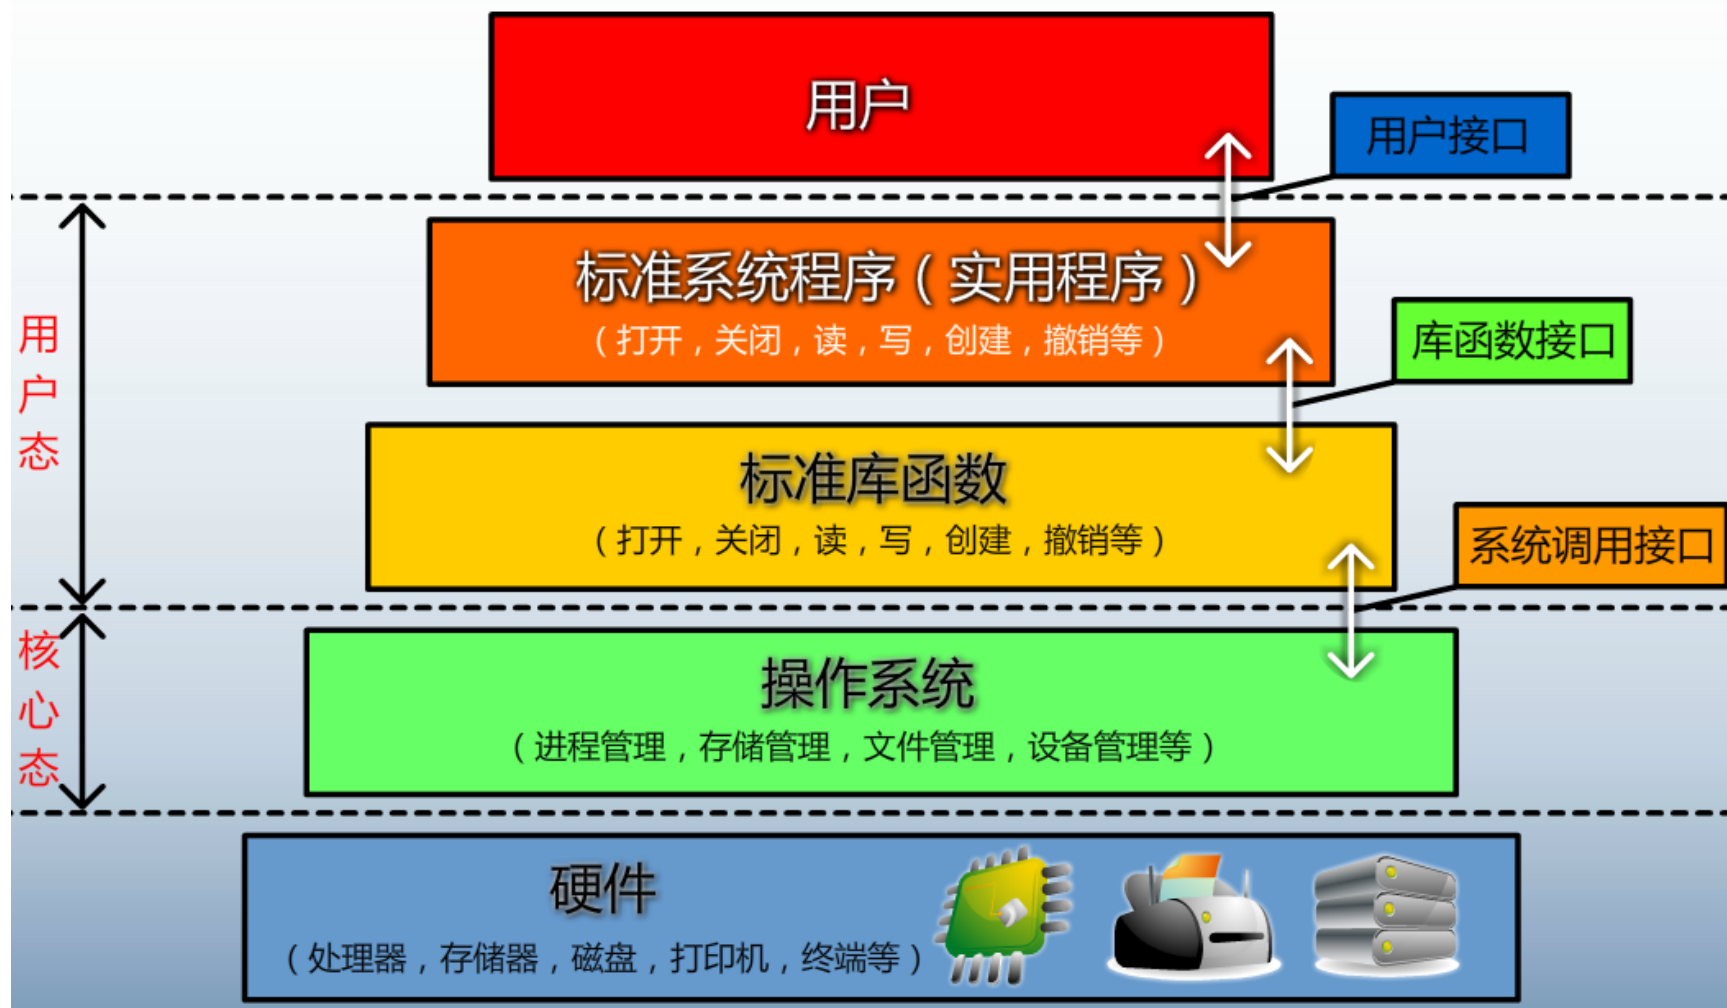 用户
用户接口
标准系统程序（实用程序）
（打开，关闭，读，写，创建，撤销等）
库函数接口
用户态
标准库函数
（打开，关闭，读，写，创建，撤销等）
系统调用接口
核心态
操作系统
（进程管理，存储管理，文件管理，设备管理等）
硬件
（处理器，存储器，磁盘，打印机，终端等）